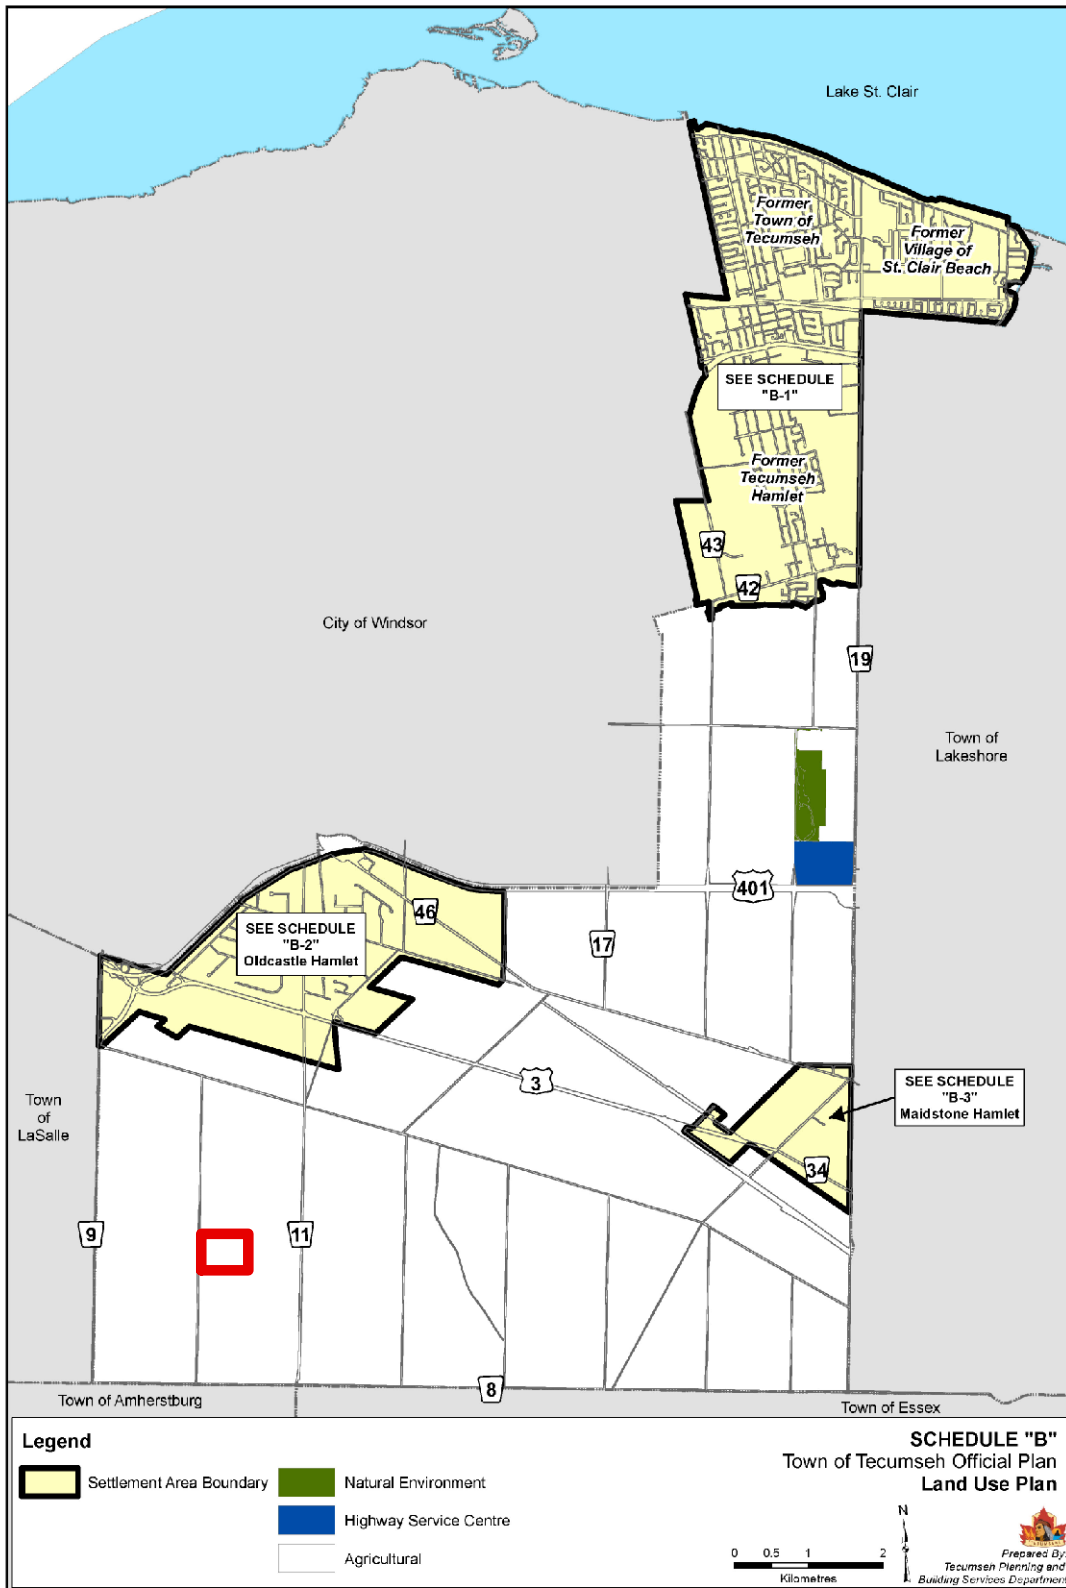 Lake St. Clair
Former
Town of
Tecumseh
Former
Village of
St. Clair Beach
SEE SCHEDULE
"B-1"
Former
Tecumseh
Hamlet
43
42
City of Windsor
19
Town of
Lakeshore
401
46
SEE SCHEDULE
"B-2"
Oldcastle Hamlet
17
3
SEE SCHEDULE
"B-3"
Maidstone Hamlet
Town
of
LaSalle
34
9
11
8
Town of Amherstburg
Town of Essex
Legend
Settlement Area Boundary
Natural Environment
Highway Service Centre
Agricultural
SCHEDULE "B"
Town of Tecumseh Official Plan
Land Use Plan
N
0 0.5 1 2
Kilometres
Prepared By:
Tecumseh Planning and
Building Services Department